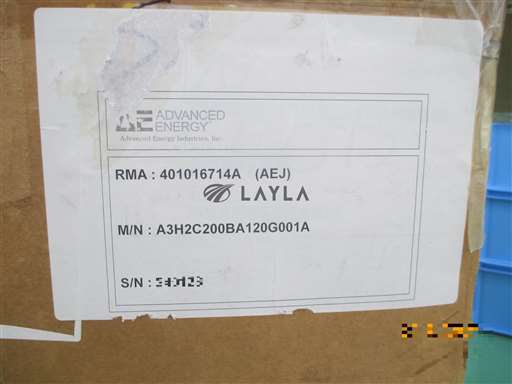 ADVANCED
ENERGY
Advanced Energy Industries, Inc.
RMA : 401016714A (AEJ)
LAYLA
M/N : A3H2C200BA120G001A
S/N :